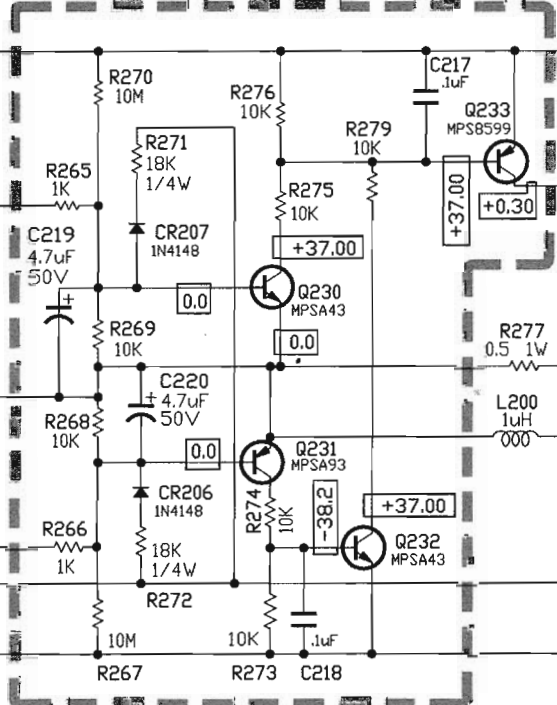 C217
.1uF
R270
10M
R276
10K
Q233
MPS8599
R279
10K
R271
18K
1/4W
R265
1K
+37.00
+0.30
R275
10K
C219
4.7uF
50V
+
CR207
1N4148
+37.00
0.0
Q230
MPSA43
R269
10K
0.0
R277
0.5 1W
C220
+ 4.7uF
50V
L200
1uH
R268
10K
0.0
Q231
MPSA93
CR206
1N4148
R274
10K
-38.2
+37.00
R266
1K
18K
1/4W
Q232
MPSA43
R272
10M
10K
.1uF
R267
R273
C218